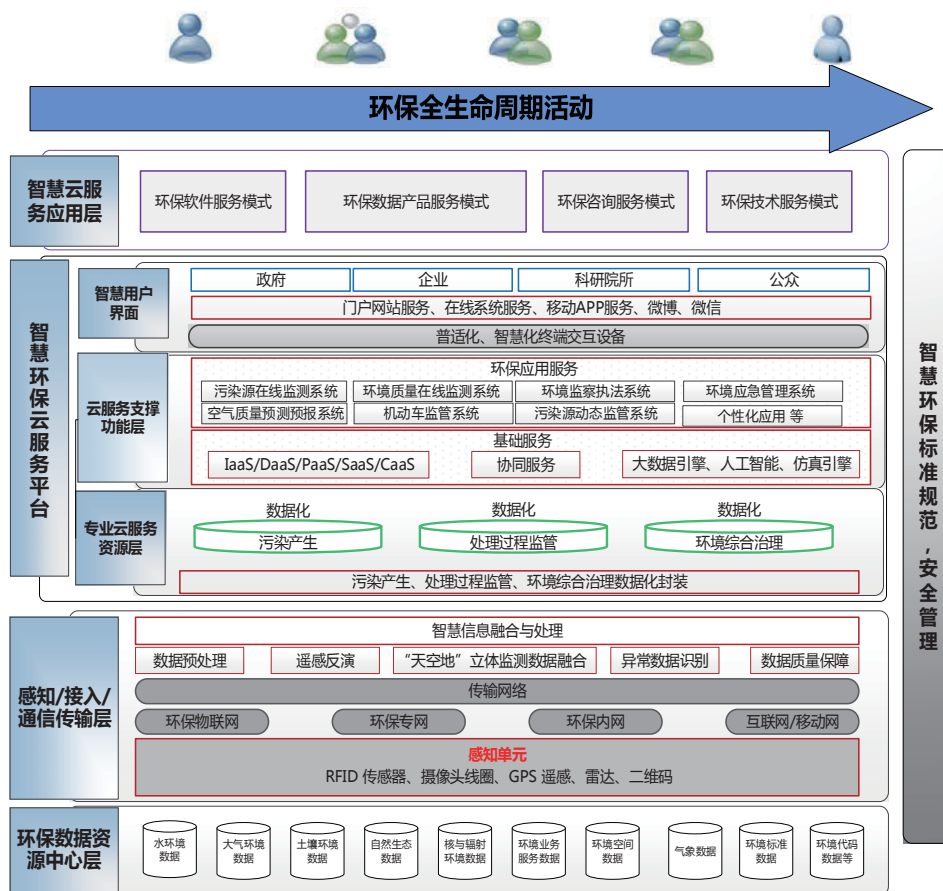 环保全生命周期活动
智慧云服
务应用层
环保软件服务模式
环保数据产品服务模式
环保咨询服务模式
环保技术服务模式
智慧环保云服务平台
智慧用户
界面
政府
企业
科研院所
公众
门户网站服务、在线系统服务、移动APP服务、微博、微信
普适化、智慧化终端交互设备
云服务支撑
功能层
环保应用服务
污染源在线监测系统
环境质量在线监测系统
环境监察执法系统
环境应急管理系统
空气质量预测预报系统
机动车监管系统
污染源动态监管系统
个性化应用 等
基础服务
IaaS/DaaS/PaaS/SaaS/CaaS
协同服务
大数据引擎、人工智能、仿真引擎
专业云服务
资源层
数据化
数据化
数据化
污染产生
处理过程监管
环境综合治理
污染产生、处理过程监管、环境综合治理数据化封装
感知/接入/
通信传输层
智慧信息融合与处理
数据预处理
遥感反演
“天空地”立体监测数据融合
异常数据识别
数据质量保障
传输网络
环保物联网
环保专网
环保内网
互联网/移动网
感知单元
RFID 传感器、摄像头线圈、GPS 遥感、雷达、二维码
环保数据资
源中心层
水环境
数据
大气环境
数据
土壤环境
数据
自然生态
数据
核与辐射
环境数据
环境业务
服务数据
环境空间
数据
气象数据
环境标准
数据
环境代码
数据等
智慧环保标准规范,安全管理